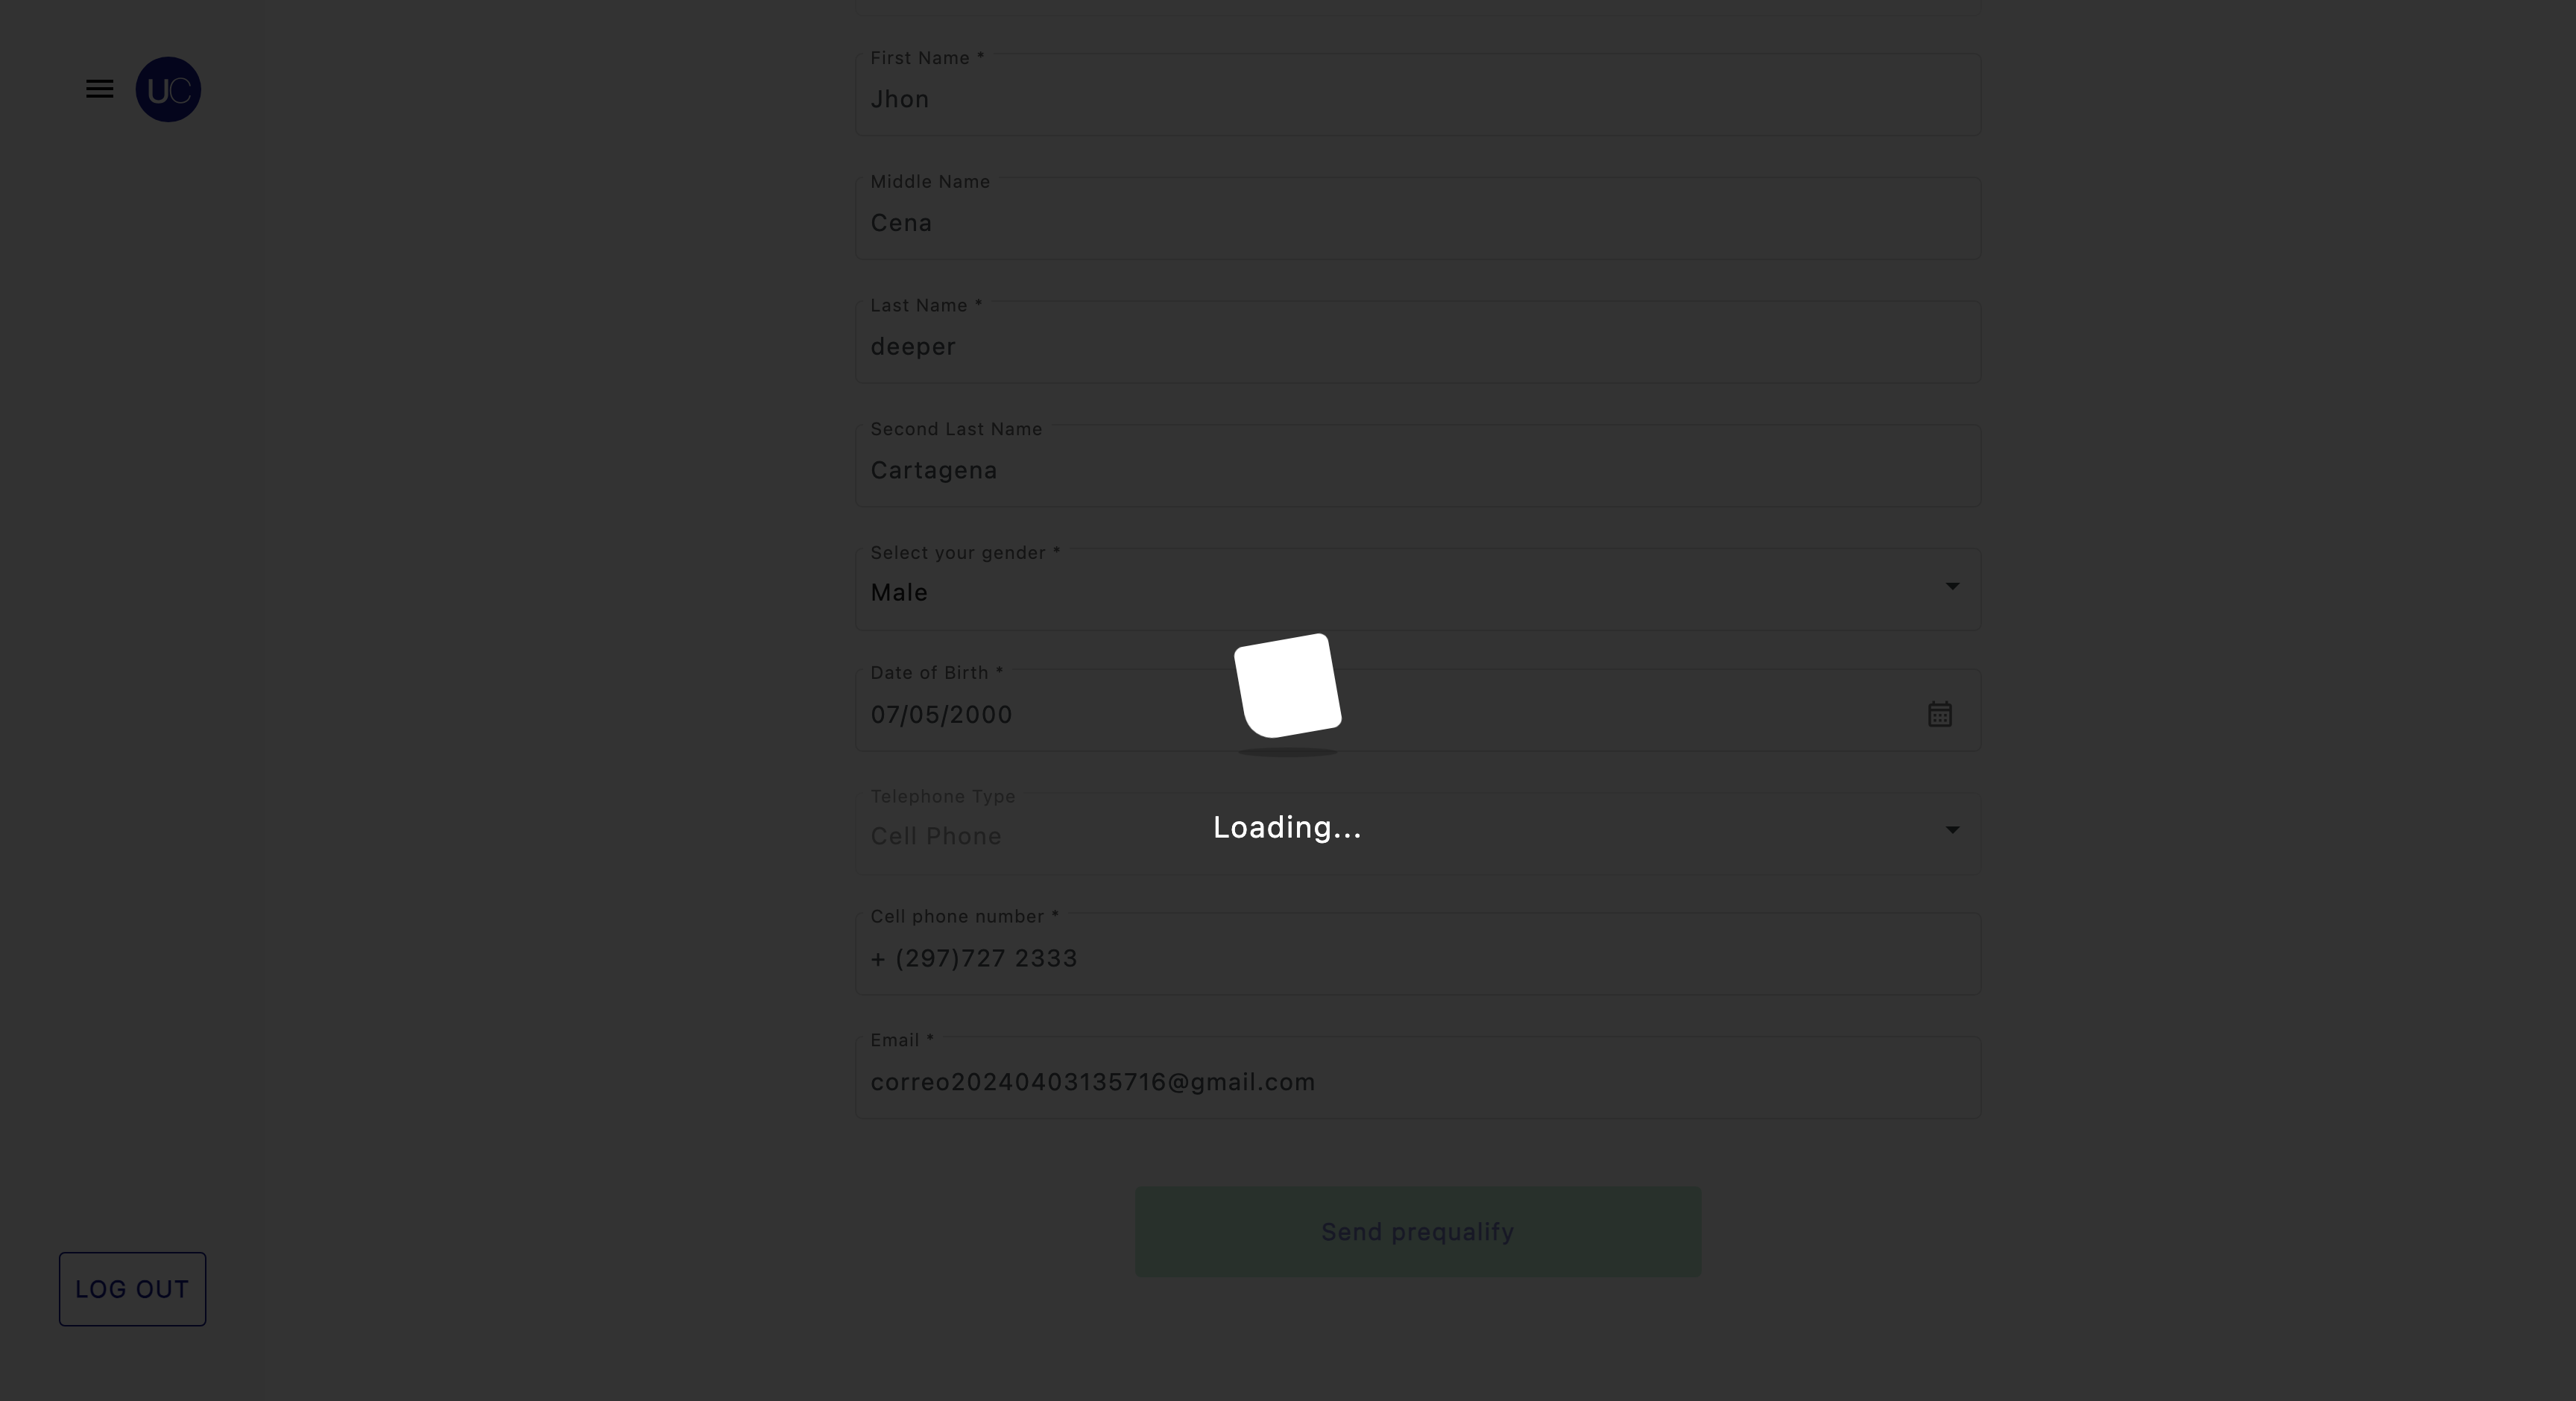 UC
First Name *
Jhon
Middle Name
Cena
Last Name *
deeper
Second Last Name
Cartagena
Select your gender *
Male
Date of Birth *
07/05/2000
Telephone Type
Cell Phone
Loading...
Cell phone number *
+ (297)727 2333
Email *
correo20240403135716@gmail.com
Send prequalify
LOG OUT